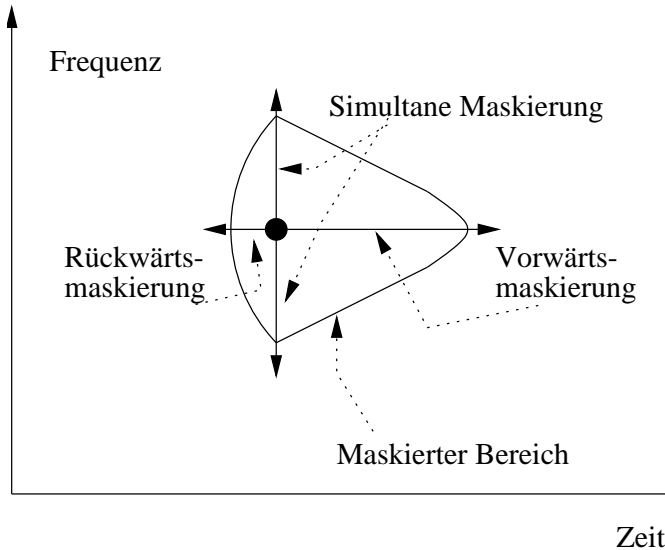 Frequenz
Simultane Maskierung
Rückwärts-
maskierung
Vorwärts-
maskierung
Maskierter Bereich
Zeit